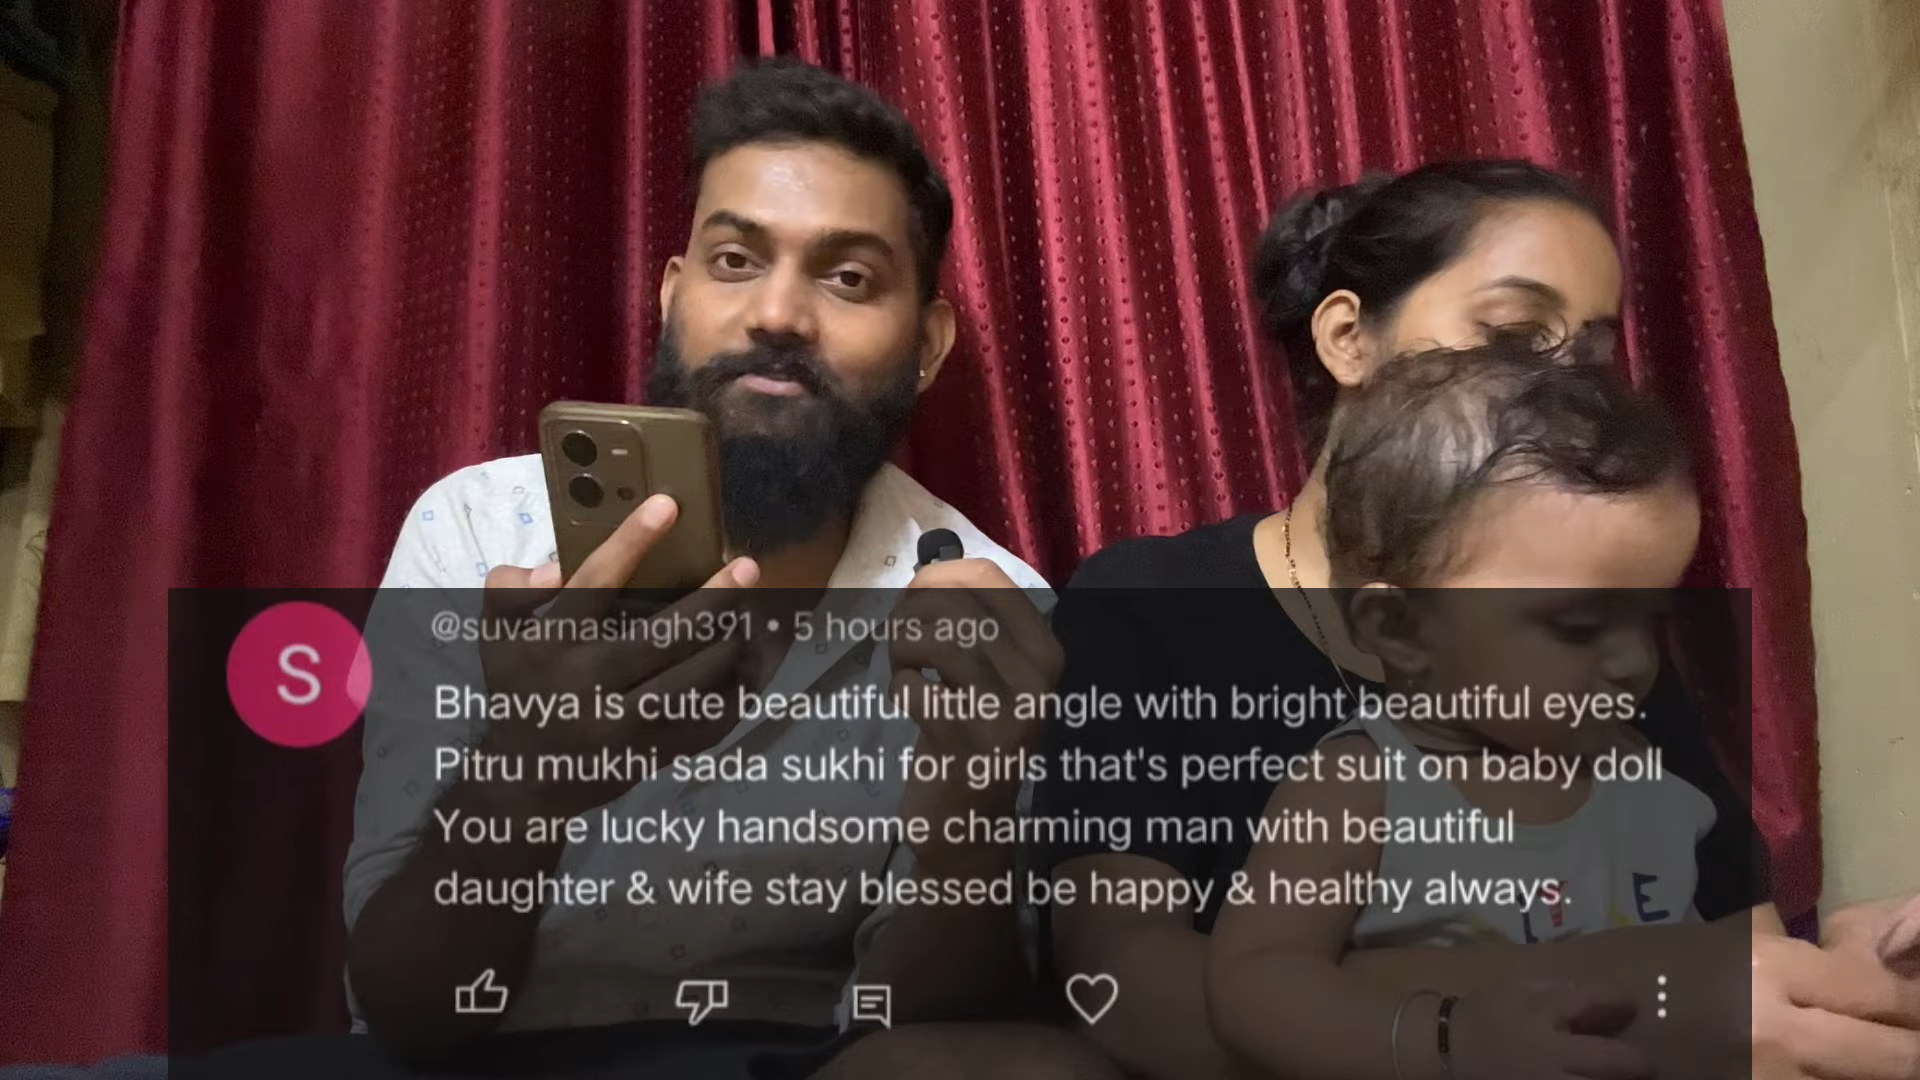 S
@suvarnasingh391 • 5 hours ago
Bhavya is cute beautiful little angle with bright beautiful eyes.
Pitru mukhi sada sukhi for girls that's perfect suit on baby doll
You are lucky handsome charming man with beautiful
daughter & wife stay blessed be happy & healthy always.